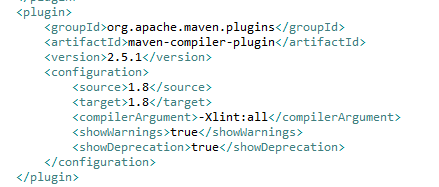 <plugin>
<groupId>org.apache.maven.plugins</groupId>
<artifactId>maven-compiler-plugin</artifactId>
<version>2.5.1</version>
<configuration>
<source>1.8</source>
<target>1.8</target>
<compilerArgument>-Xlint:all</compilerArgument>
<showWarnings>true</showWarnings>
<showDeprecation>true</showDeprecation>
</configuration>
</plugin>